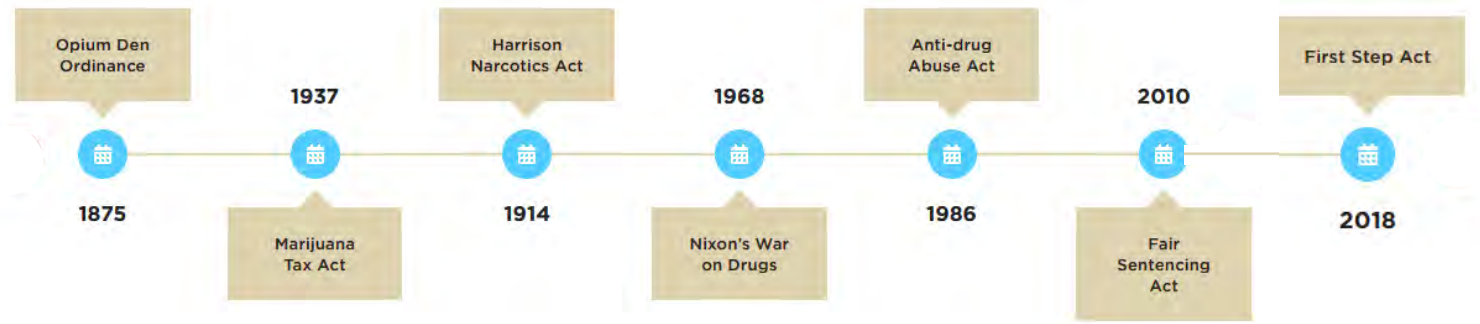 Opium Den
Ordinance
1875
1937
Marijuana
Tax Act
Harrison
Narcotics Act
1914
1968
Nixon's War
on Drugs
Anti-drug
Abuse Act
1986
2010
Fair
Sentencing
Act
First Step Act
2018